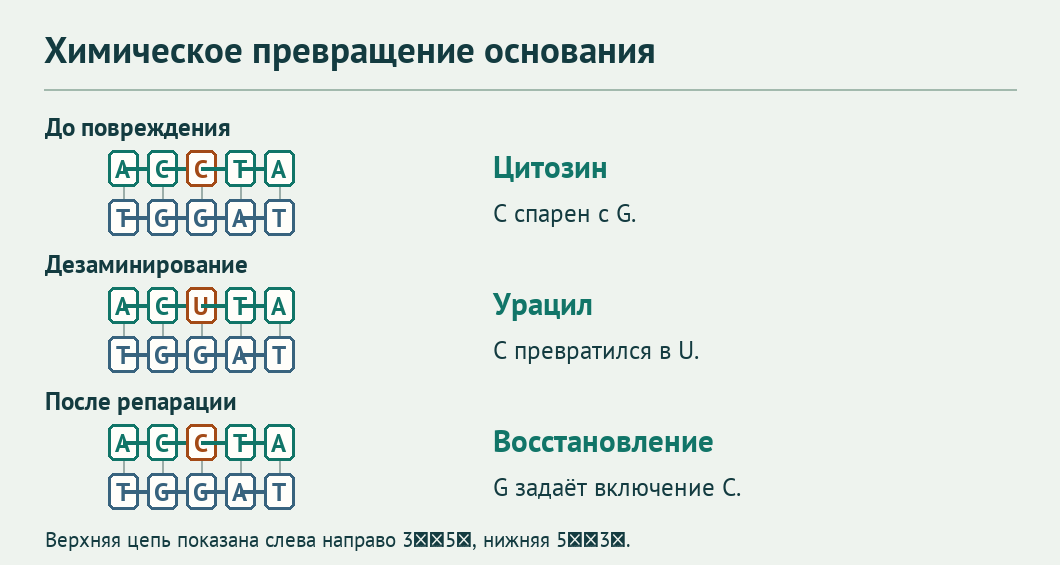 Химическое превращение основания
До повреждения
A C C T A
T G G A T
Цитозин
C спарен с G.
Дезаминирование
A C U T A
T G G A T
Урацил
C превратился в U.
После репарации
A C C T A
T G G A T
Восстановление
G задаёт включение C.
Верхняя цепь показана слева направо 3☒☒5☒, нижняя 5☒☒3☒.